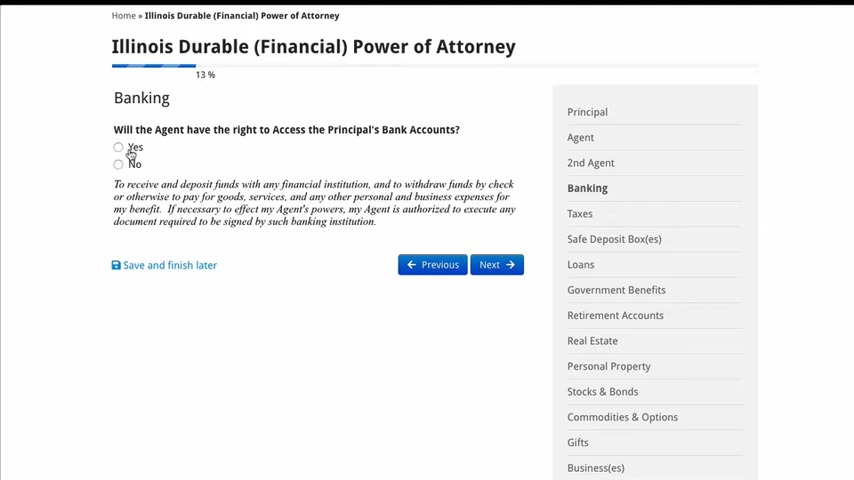 Home » Illinois Durable (Financial) Power of Attorney
Illinois Durable (Financial) Power of Attorney
13 %
Banking
Will the Agent have the right to Access the Principal's Bank Accounts?
Yes
No
To receive and deposit funds with any financial institution, and to withdraw funds by check
or otherwise to pay for goods, services, and any other personal and business expenses for
my benefit. If necessary to effect my Agent's powers, my Agent is authorized to execute any
document required to be signed by such banking institution.
Save and finish later
Previous
Next
Principal
Agent
2nd Agent
Banking
Taxes
Safe Deposit Box(es)
Loans
Government Benefits
Retirement Accounts
Real Estate
Personal Property
Stocks & Bonds
Commodities & Options
Gifts
Business(es)